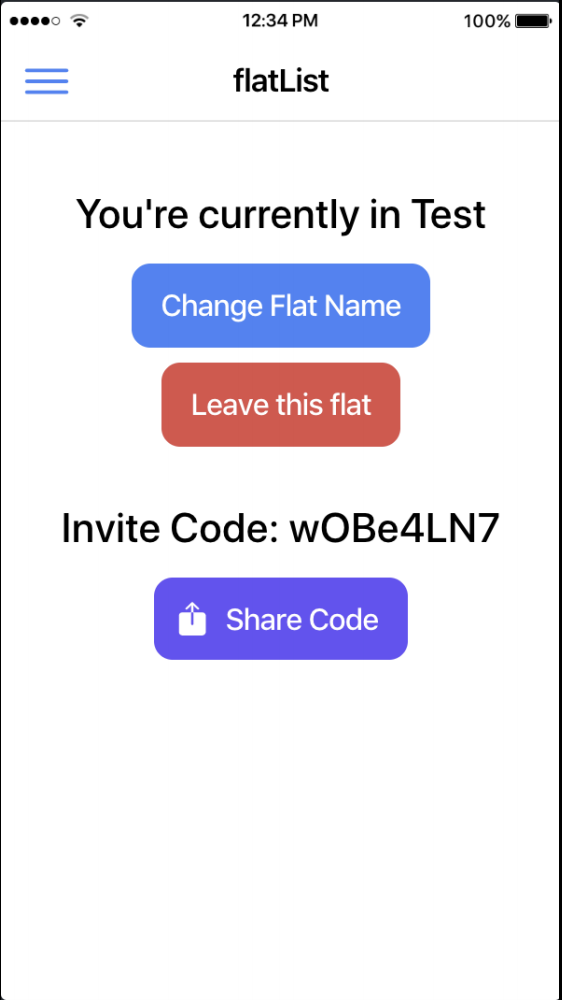 12:34 PM
100%
flatList
You're currently in Test
Change Flat Name
Leave this flat
Invite Code: wOBe4LN7
Share Code